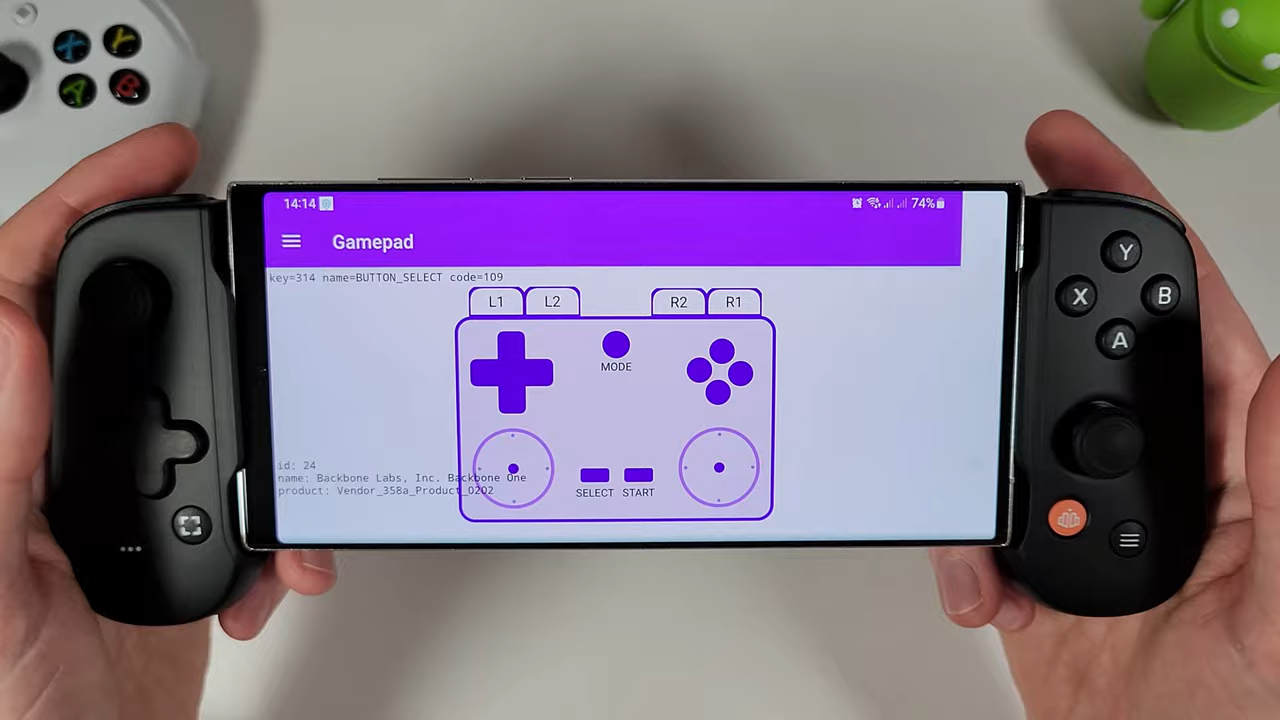 X Y
A B
14:14 74%
Gamepad
key=314 name=BUTTON_SELECT code=109
L1 L2 R2 R1
MODE
id: 24
name: Backbone Labs, Inc. Backbone One
product: Vendor_358a_Product_0202
SELECT START
Y
X B
A